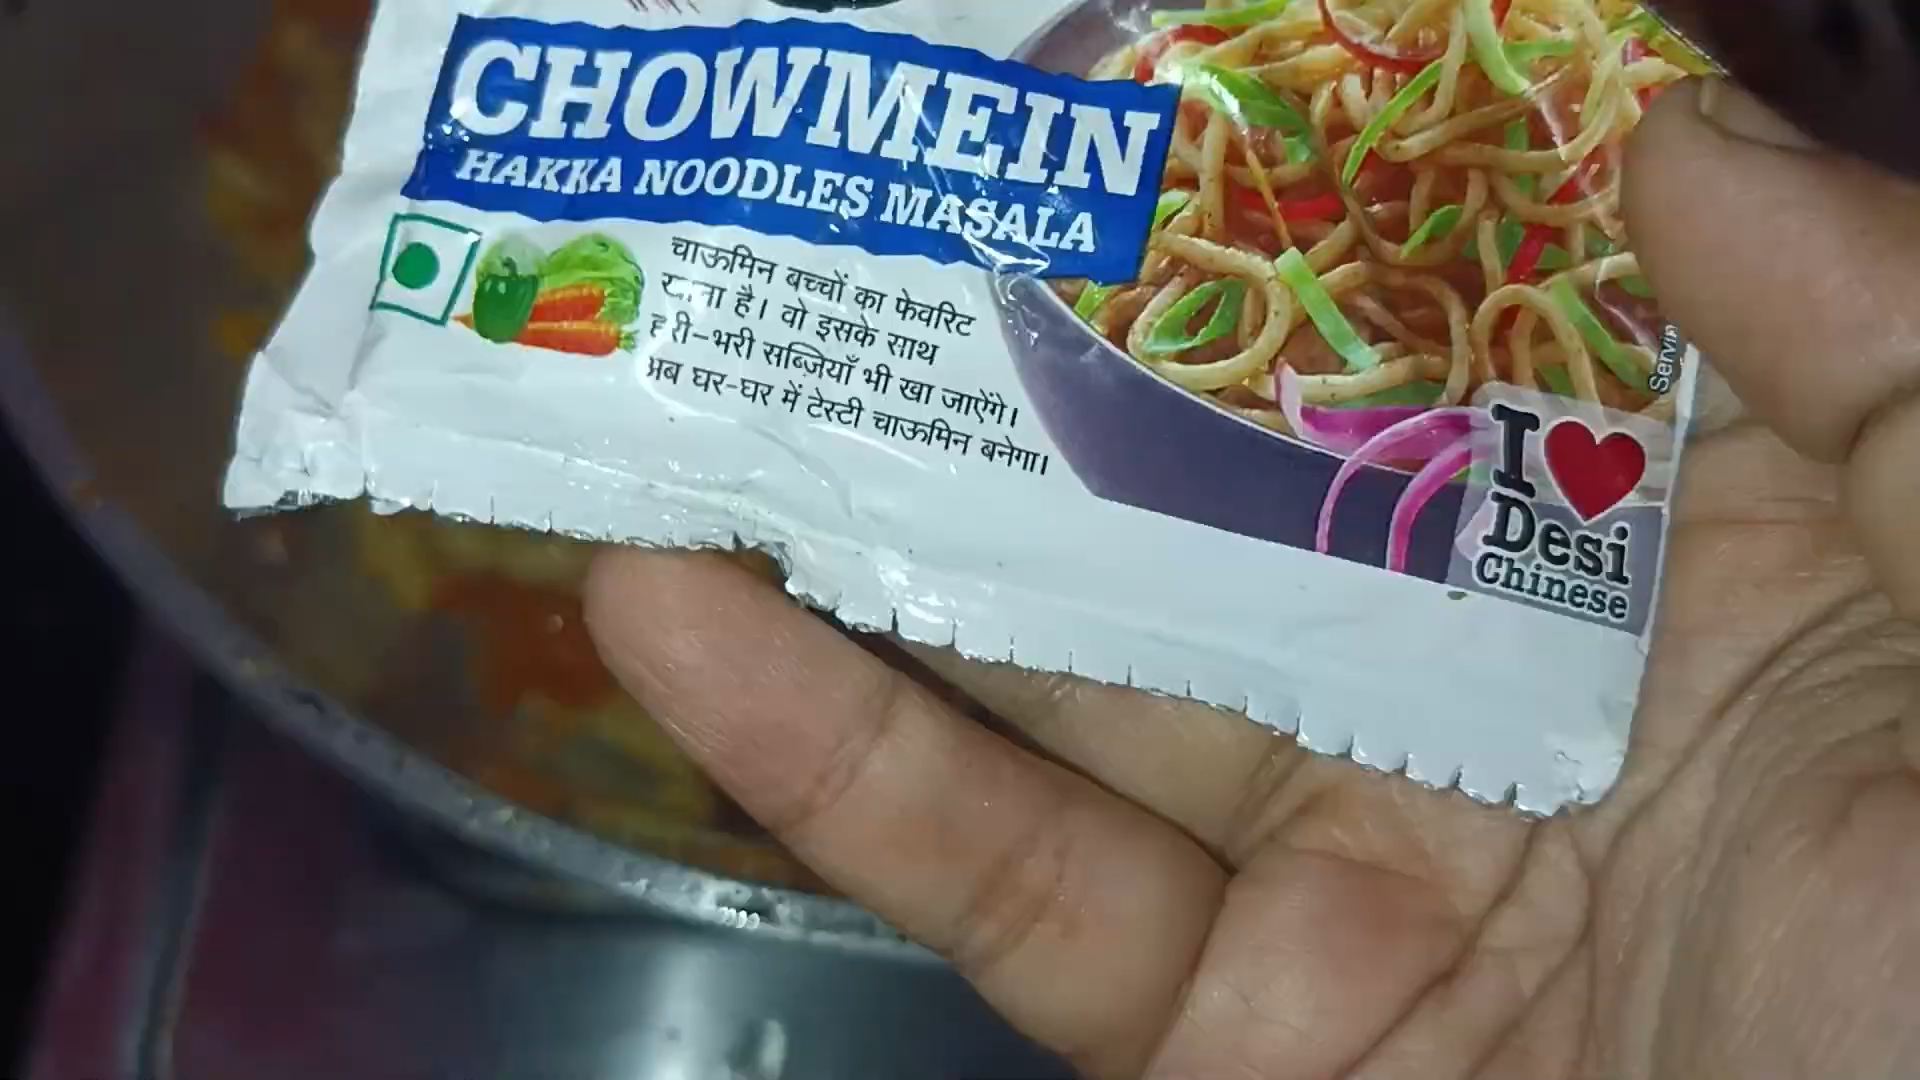 CHOWMEIN
HAKKA NOODLES MASALA
चाऊमिन बच्चों का फेवरिट
खाना है। वो इसके साथ
हरी-भरी सब्ज़ियाँ भी खा जाऐंगे।
अब घर-घर में टेस्टी चाऊमिन बनेगा।
I
Desi
Chinese